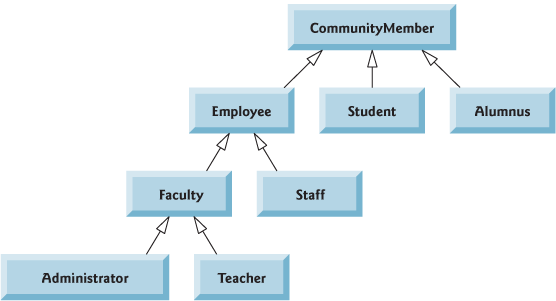 CommunityMember
Employee
Student
Alumnus
Faculty
Staff
Administrator
Teacher